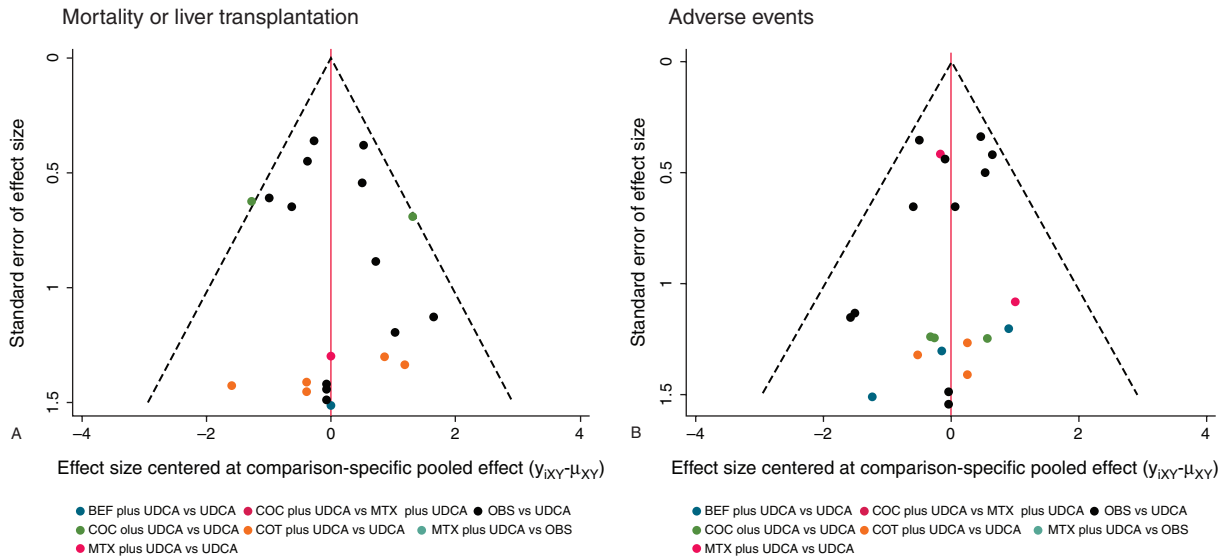 Mortality or liver transplantation
0
0.5
1
1.5
Standard error of effect size
−4
−2
0
2
4
A
Effect size centered at comparison-specific pooled effect (yiXY-μXY)
BEF plus UDCA vs UDCA
COC plus UDCA vs MTX plus UDCA
OBS vs UDCA
COC olus UDCA vs UDCA
COT plus UDCA vs UDCA
MTX plus UDCA vs OBS
MTX plus UDCA vs UDCA
Adverse events
0
0.5
1
1.5
Standard error of effect size
−4
−2
0
2
4
B
Effect size centered at comparison-specific pooled effect (yiXY-μXY)
BEF plus UDCA vs UDCA
COC plus UDCA vs MTX plus UDCA
OBS vs UDCA
COC olus UDCA vs UDCA
COT plus UDCA vs UDCA
MTX plus UDCA vs OBS
MTX plus UDCA vs UDCA